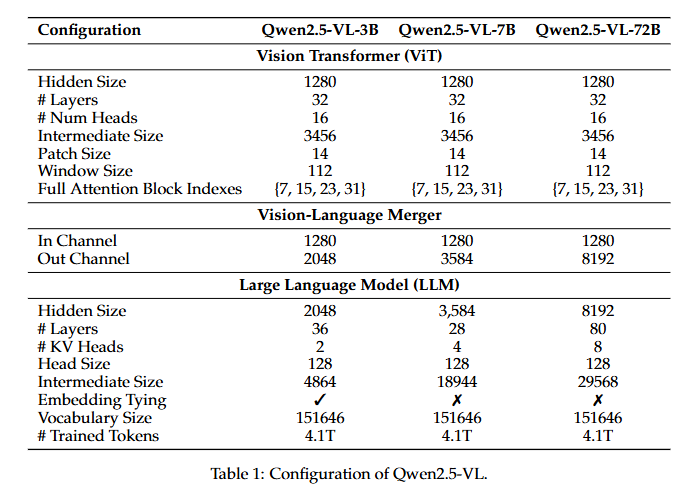 Configuration Qwen2.5-VL-3B Qwen2.5-VL-7B Qwen2.5-VL-72B
Vision Transformer (ViT)
Hidden Size 1280 1280 1280
# Layers 32 32 32
# Num Heads 16 16 16
Intermediate Size 3456 3456 3456
Patch Size 14 14 14
Window Size 112 112 112
Full Attention Block Indexes {7, 15, 23, 31} {7, 15, 23, 31} {7, 15, 23, 31}
Vision-Language Merger
In Channel 1280 1280 1280
Out Channel 2048 3584 8192
Large Language Model (LLM)
Hidden Size 2048 3,584 8192
# Layers 36 28 80
# KV Heads 2 4 8
Head Size 128 128 128
Intermediate Size 4864 18944 29568
Embedding Tying ✓ ✗ ✗
Vocabulary Size 151646 151646 151646
# Trained Tokens 4.1T 4.1T 4.1T
Table 1: Configuration of Qwen2.5-VL.